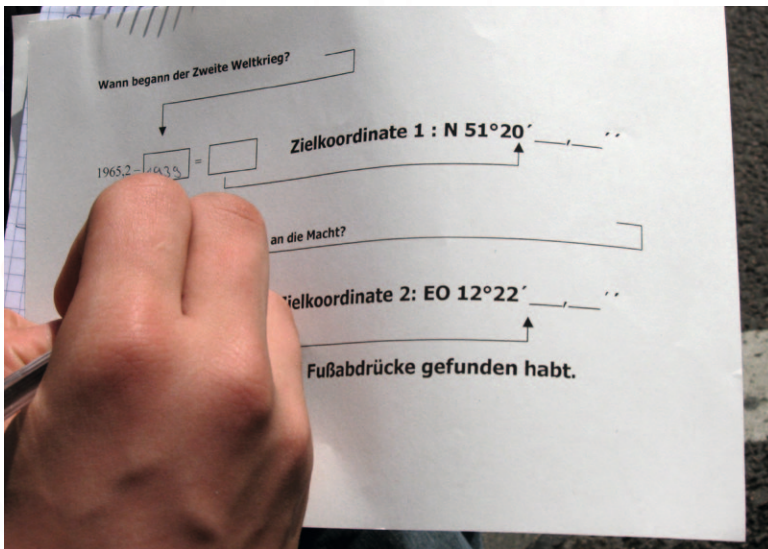 Wann begann der Zweite Weltkrieg?
Zielkoordinate 1 : N 51°20´___,___´´
1965,2 – 1939 =
an die Macht?
Zielkoordinate 2: EO 12°22´___,___´´
Fußabdrücke gefunden habt.